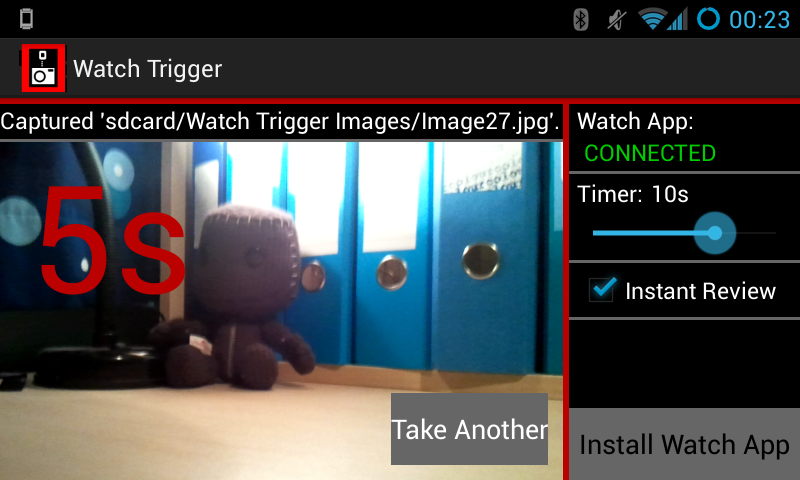 00:23
Watch Trigger
Captured 'sdcard/Watch Trigger Images/Image27.jpg'.
5s
Take Another
Watch App:
CONNECTED
Timer: 10s
Instant Review
Install Watch App